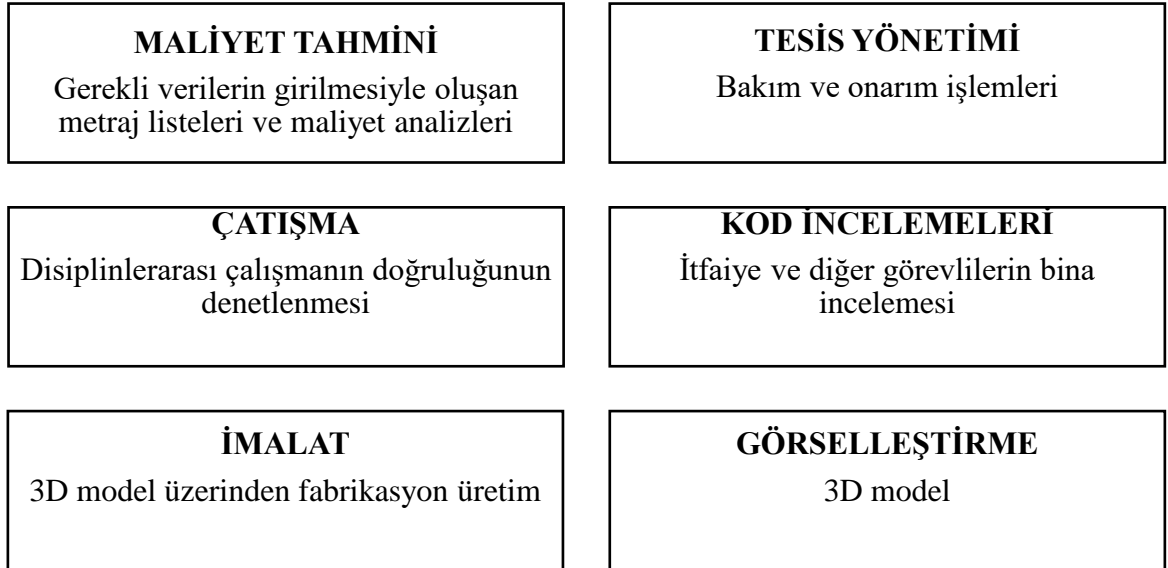 MALİYET TAHMİNİ
Gerekli verilerin girilmesiyle oluşan
metraj listeleri ve maliyet analizleri
TESİS YÖNETİMİ
Bakım ve onarım işlemleri
ÇATIŞMA
Disiplinlerarası çalışmanın doğruluğunun
denetlenmesi
KOD İNCELEMELERİ
İtfaiye ve diğer görevlilerin bina
incelemesi
İMALAT
3D model üzerinden fabrikasyon üretim
GÖRSELLEŞTİRME
3D model